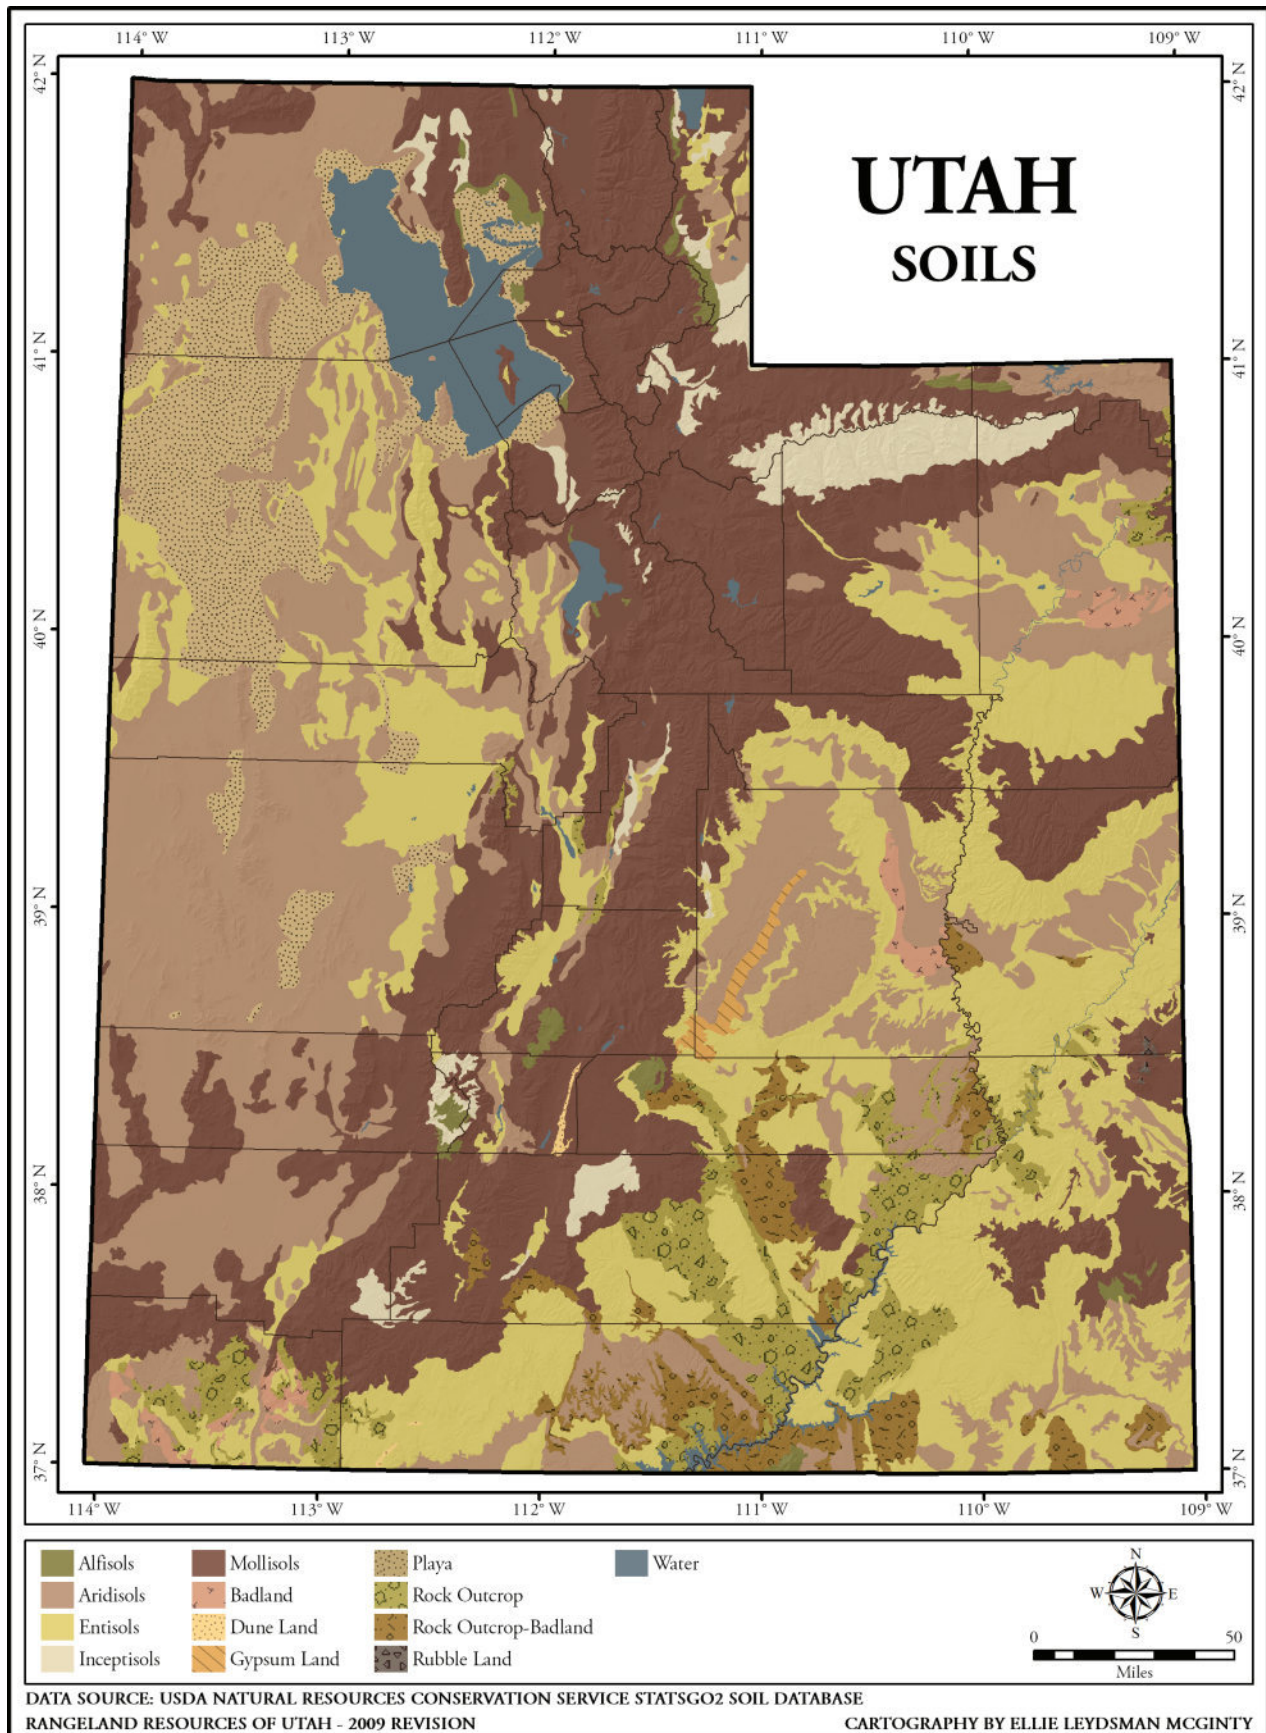 114° W 113° W 112° W 111° W 110° W 109° W
42° N 42° N
UTAH
SOILS
41° N 41° N
40° N 40° N
39° N 39° N
38° N 38° N
37° N 37° N
114° W 113° W 112° W 111° W 110° W 109° W
Alfisols Mollisols Playa Water
Aridisols Badland Rock Outcrop
Entisols Dune Land Rock Outcrop-Badland
Inceptisols Gypsum Land Rubble Land
N
W E
S
0 50
Miles
DATA SOURCE: USDA NATURAL RESOURCES CONSERVATION SERVICE STATSGO2 SOIL DATABASE
RANGELAND RESOURCES OF UTAH - 2009 REVISION CARTOGRAPHY BY ELLIE LEYDSMAN MCGINTY